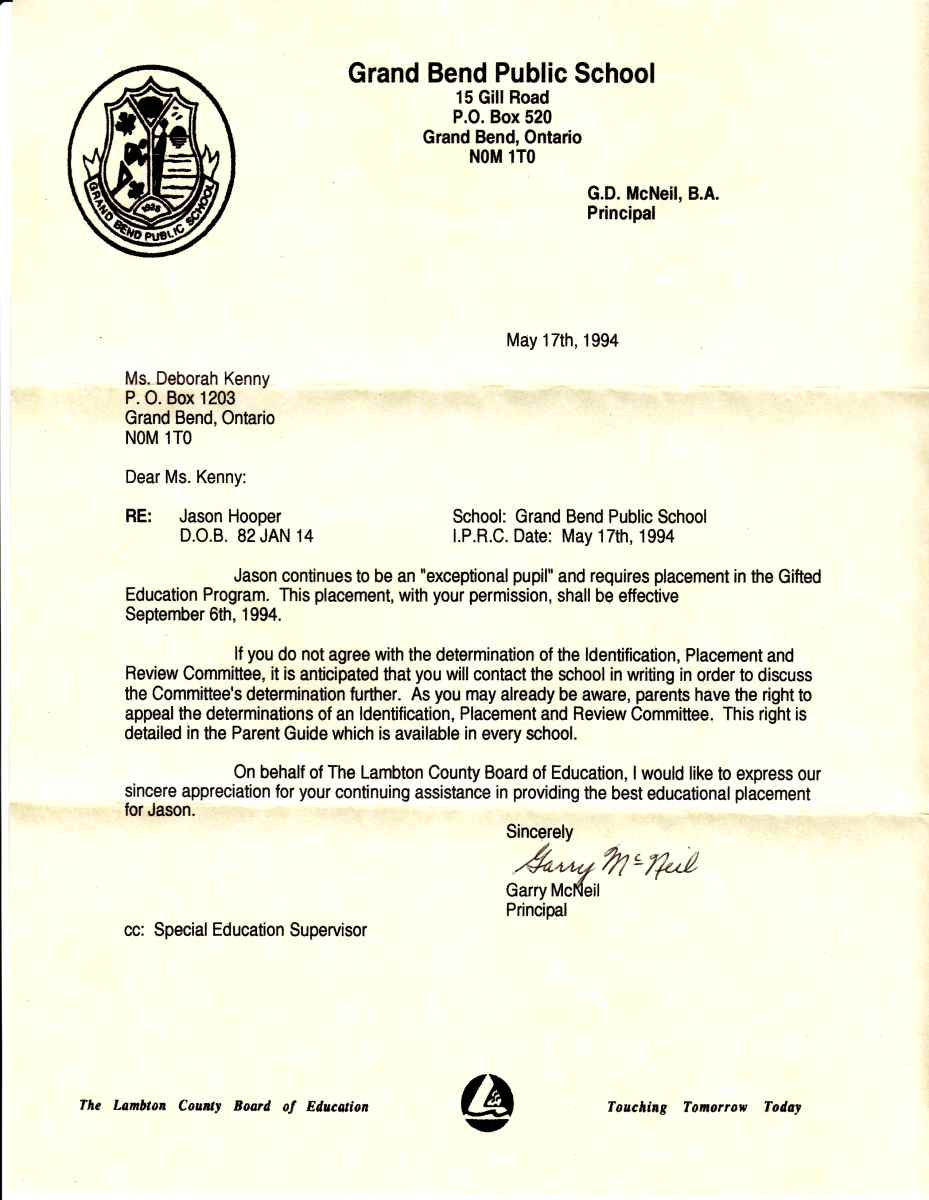 Grand Bend Public School
15 Gill Road
P.O. Box 520
Grand Bend, Ontario
N0M 1T0
G.D. McNeil, B.A.
Principal
GRAND BEND PUBLIC SCHOOL
1928
May 17th, 1994
Ms. Deborah Kenny
P. O. Box 1203
Grand Bend, Ontario
N0M 1T0
Dear Ms. Kenny:
RE: Jason Hooper School: Grand Bend Public School
D.O.B. 82 JAN 14 I.P.R.C. Date: May 17th, 1994
Jason continues to be an "exceptional pupil" and requires placement in the Gifted
Education Program. This placement, with your permission, shall be effective
September 6th, 1994.
If you do not agree with the determination of the Identification, Placement and
Review Committee, it is anticipated that you will contact the school in writing in order to discuss
the Committee's determination further. As you may already be aware, parents have the right to
appeal the determinations of an Identification, Placement and Review Committee. This right is
detailed in the Parent Guide which is available in every school.
On behalf of The Lambton County Board of Education, I would like to express our
sincere appreciation for your continuing assistance in providing the best educational placement
for Jason.
Sincerely
Garry McNeil
Garry McNeil
Principal
cc: Special Education Supervisor
The Lambton County Board of Education
Touching Tomorrow Today